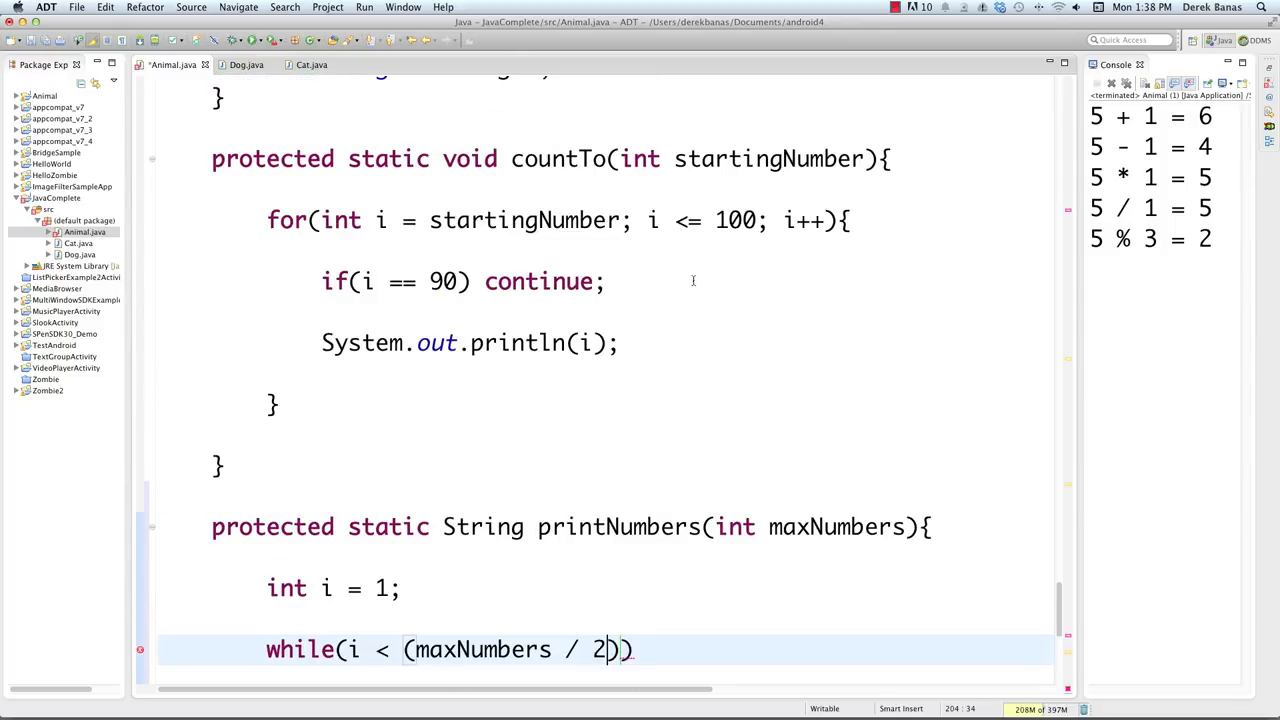 ADT File Edit Refactor Source Navigate Search Project Run Window Help
10 Mon 1:38 PM Derek Banas
Java – JavaComplete/src/Animal.java – ADT – /Users/derekbanas/Documents/android4
Quick Access
Java
DDMS
Package Exp
*Animal.java
Dog.java
Cat.java
Animal
appcompat_v7
appcompat_v7_2
appcompat_v7_3
appcompat_v7_4
BridgeSample
HelloWorld
HelloZombie
ImageFilterSampleApp
JavaComplete
src
(default package)
Animal.java
Cat.java
Dog.java
JRE System Library [
ListPickerExample2Activi
MediaBrowser
MultiWindowSDKExample
MusicPlayerActivity
SlookActivity
SPenSDK30_Demo
TestAndroid
TextGroupActivity
VideoPlayerActivity
Zombie
Zombie2
}
protected static void countTo(int startingNumber){
for(int i = startingNumber; i <= 100; i++){
if(i == 90) continue;
System.out.println(i);
}
}
protected static String printNumbers(int maxNumbers){
int i = 1;
while(i < (maxNumbers / 2))
Console
<terminated> Animal (1) [Java Application] /S
5 + 1 = 6
5 - 1 = 4
5 * 1 = 5
5 / 1 = 5
5 % 3 = 2
Writable
Smart Insert
204 : 34
208M of 397M